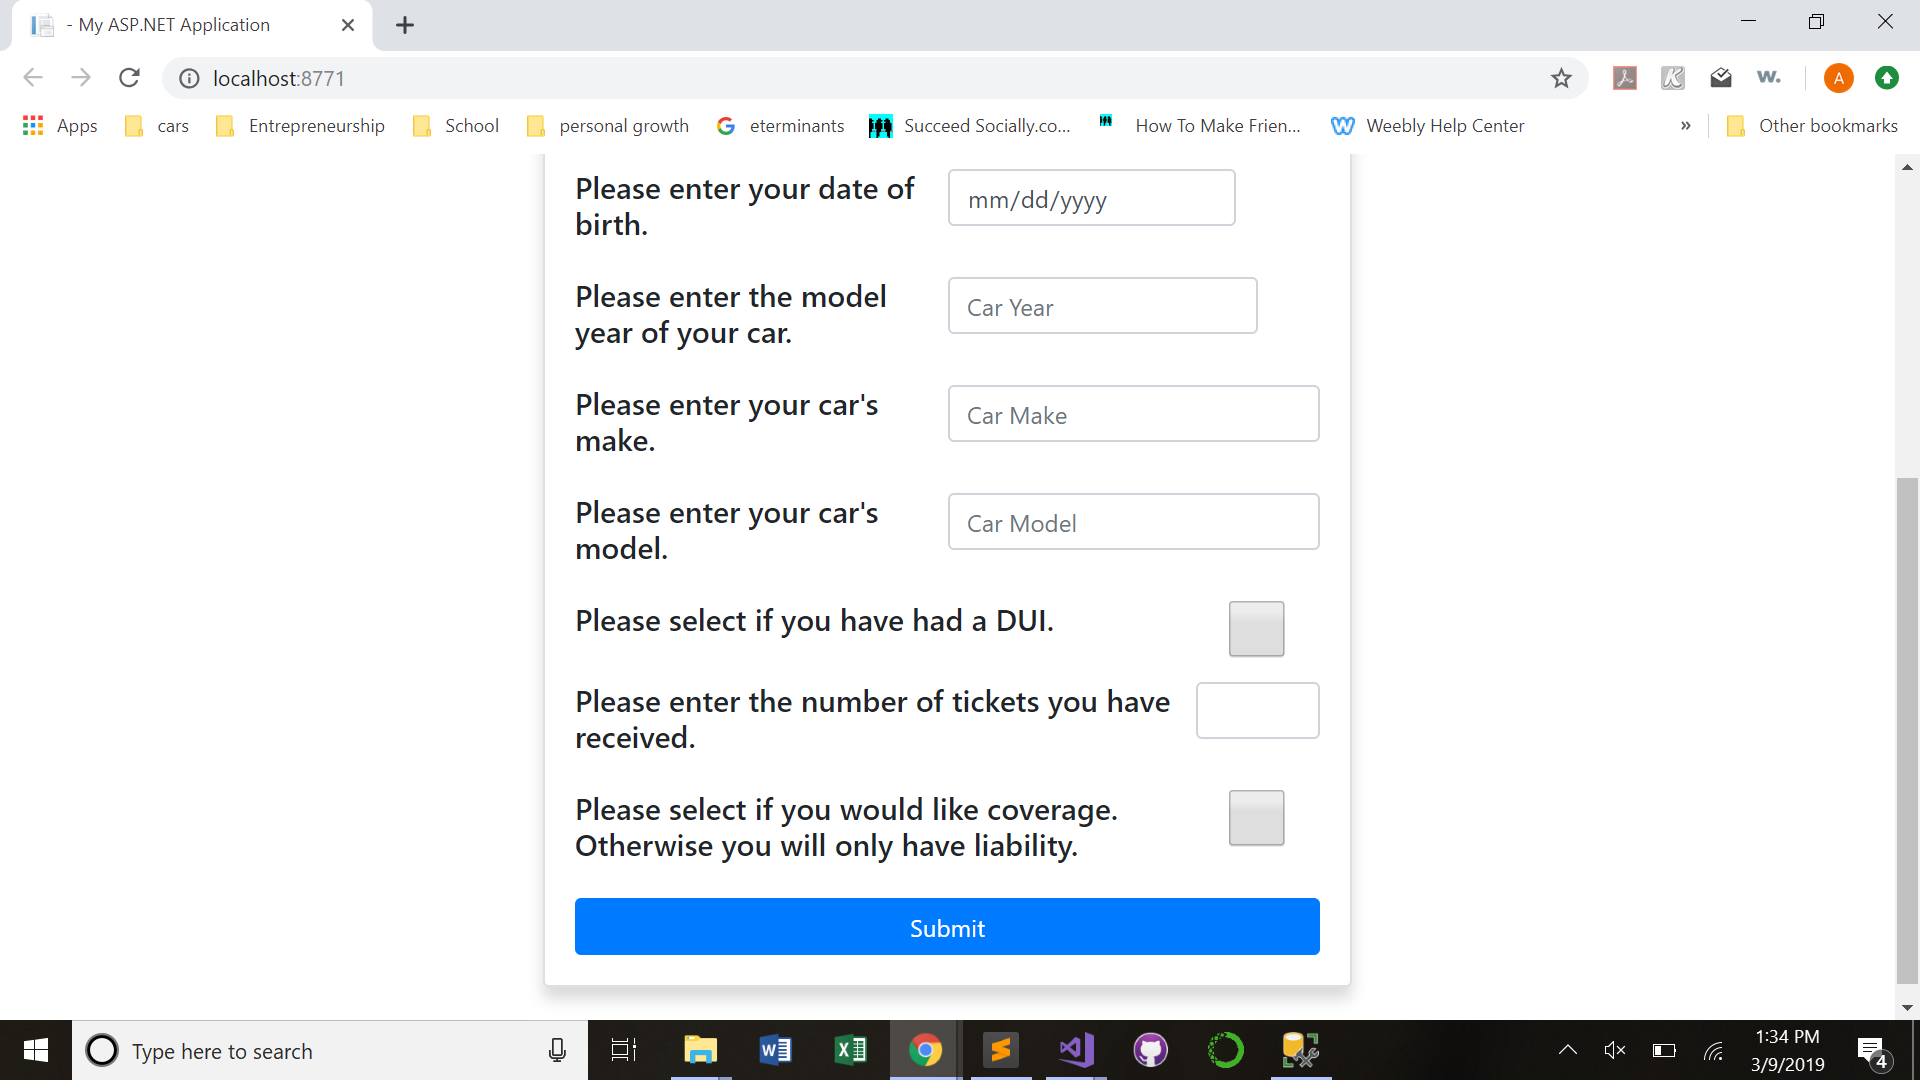 - My ASP.NET Application
localhost:8771
Apps cars Entrepreneurship School personal growth eterminants Succeed Socially.co... How To Make Frien... Weebly Help Center » Other bookmarks
Please enter your date of
birth.
mm/dd/yyyy
Please enter the model
year of your car.
Car Year
Please enter your car's
make.
Car Make
Please enter your car's
model.
Car Model
Please select if you have had a DUI.
Please enter the number of tickets you have
received.
Please select if you would like coverage.
Otherwise you will only have liability.
Submit
Type here to search
1:34 PM
3/9/2019
4